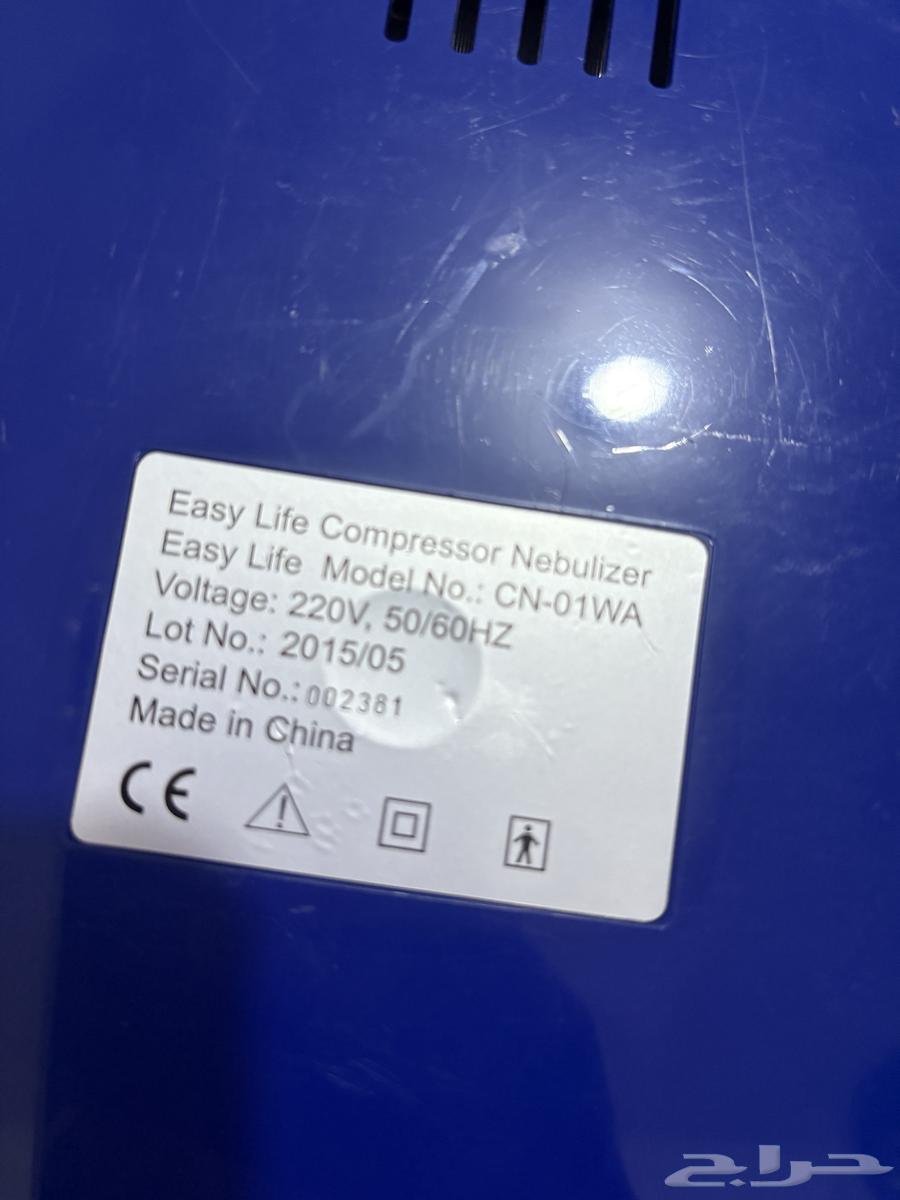 Easy Life Compressor Nebulizer
Easy Life Model No.: CN-01WA
Voltage: 220V, 50/60HZ
Lot No.: 2015/05
Serial No.: 002381
Made in China
CE
حراج